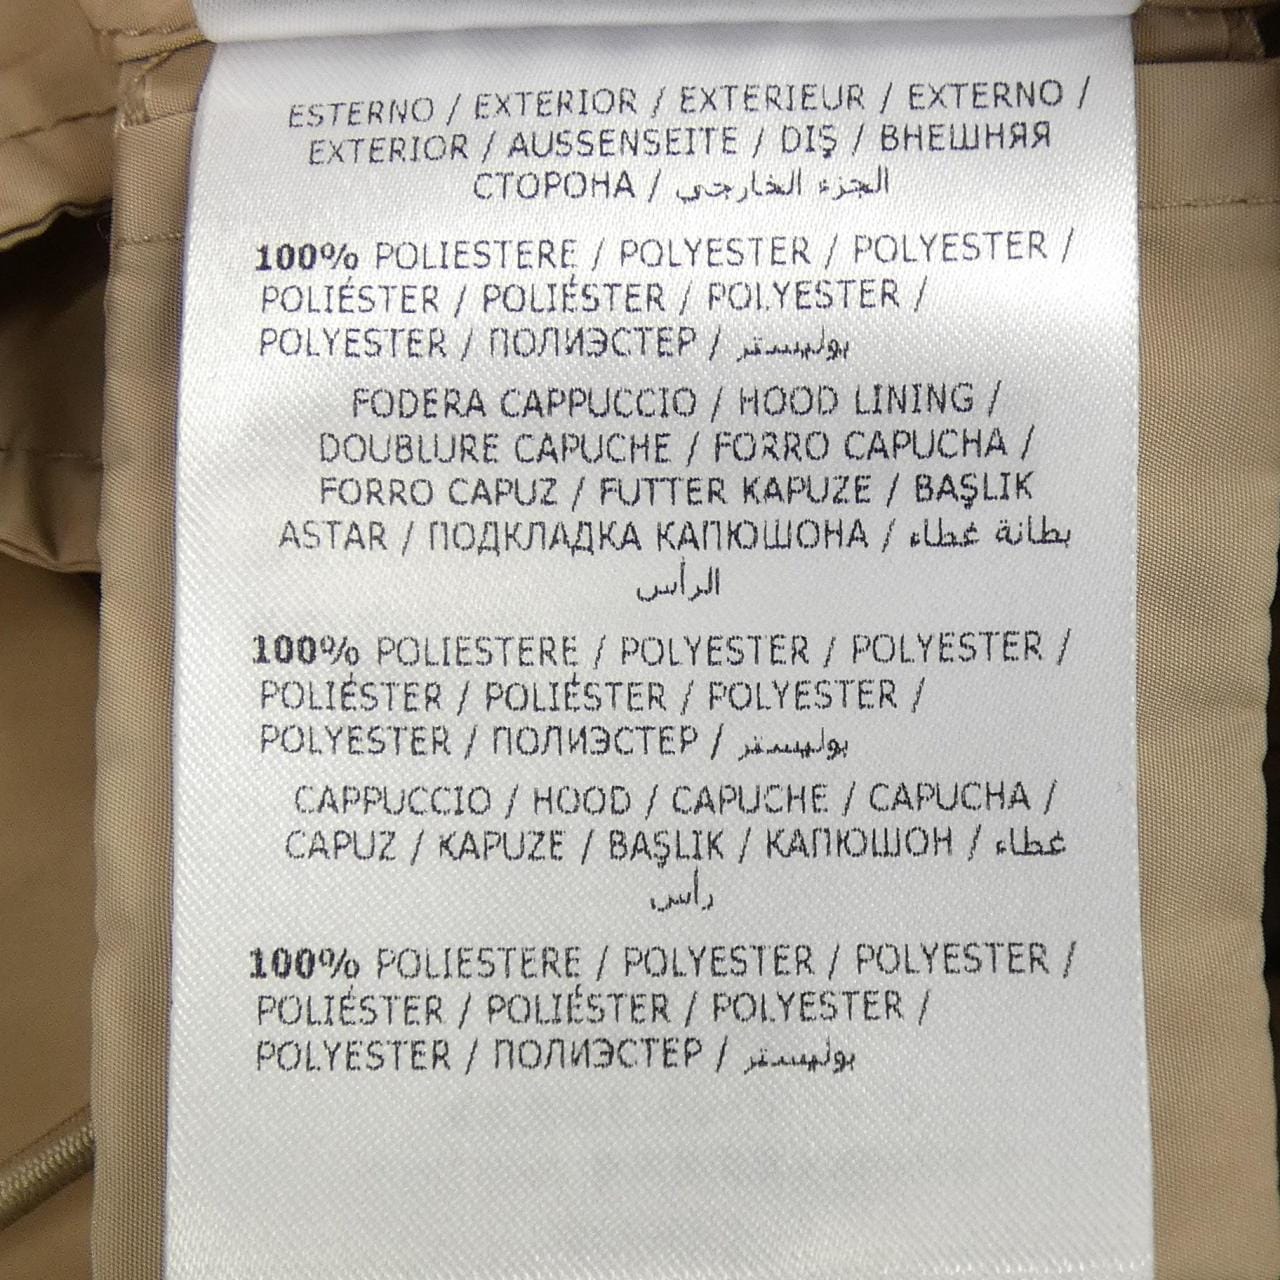 ESTERNO / EXTERIOR / EXTERIEUR / EXTERNO /
EXTERIOR / AUSSENSEITE / DIŞ / ВНЕШНЯЯ
СТОРОНА / الجزء الخارجي
100% POLIESTERE / POLYESTER / POLYESTER /
POLIÉSTER / POLIÉSTER / POLYESTER /
POLYESTER / ПОЛИЭСТЕР / بوليستر
FODERA CAPPUCCIO / HOOD LINING /
DOUBLURE CAPUCHE / FORRO CAPUCHA /
FORRO CAPUZ / FUTTER KAPUZE / BAŞLIK
ASTAR / ПОДКЛАДКА КАПЮШОНА / بطانة غطاء
الرأس
100% POLIESTERE / POLYESTER / POLYESTER /
POLIÉSTER / POLIÉSTER / POLYESTER /
POLYESTER / ПОЛИЭСТЕР / بوليستر
CAPPUCCIO / HOOD / CAPUCHE / CAPUCHA /
CAPUZ / KAPUZE / BAŞLIK / КАПЮШОН / غطاء
رأس
100% POLIESTERE / POLYESTER / POLYESTER /
POLIÉSTER / POLIÉSTER / POLYESTER /
POLYESTER / ПОЛИЭСТЕР / بوليستر